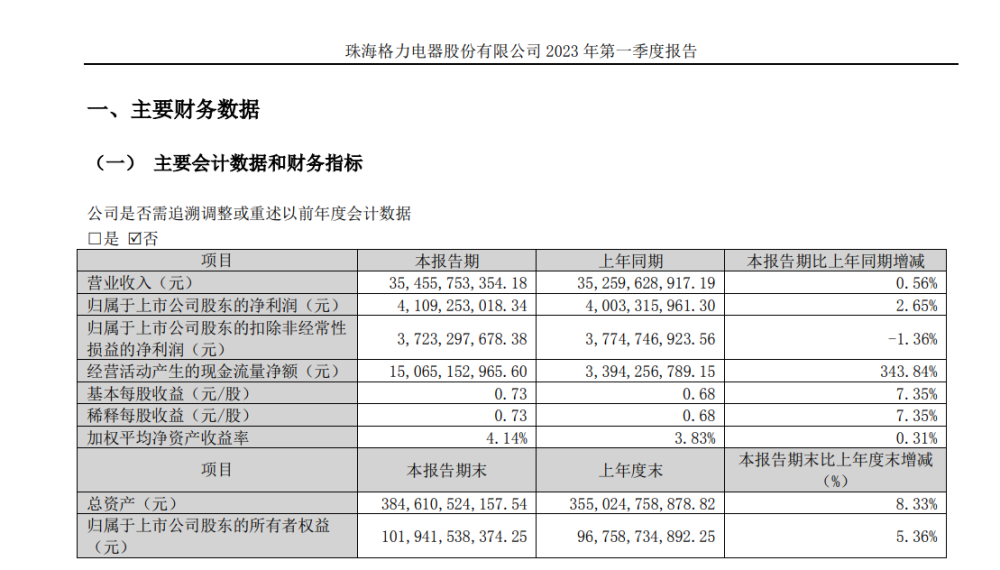 珠海格力电器股份有限公司 2023 年第一季度报告
一、主要财务数据
（一） 主要会计数据和财务指标
公司是否需追溯调整或重述以前年度会计数据
□是 ☑否
项目 本报告期 上年同期 本报告期比上年同期增减
营业收入（元） 35,455,753,354.18 35,259,628,917.19 0.56%
归属于上市公司股东的净利润（元） 4,109,253,018.34 4,003,315,961.30 2.65%
归属于上市公司股东的扣除非经常性
损益的净利润（元） 3,723,297,678.38 3,774,746,923.56 -1.36%
经营活动产生的现金流量净额（元） 15,065,152,965.60 3,394,256,789.15 343.84%
基本每股收益（元/股） 0.73 0.68 7.35%
稀释每股收益（元/股） 0.73 0.68 7.35%
加权平均净资产收益率 4.14% 3.83% 0.31%
项目 本报告期末 上年度末 本报告期末比上年度末增减
（%）
总资产（元） 384,610,524,157.54 355,024,758,878.82 8.33%
归属于上市公司股东的所有者权益
（元） 101,941,538,374.25 96,758,734,892.25 5.36%